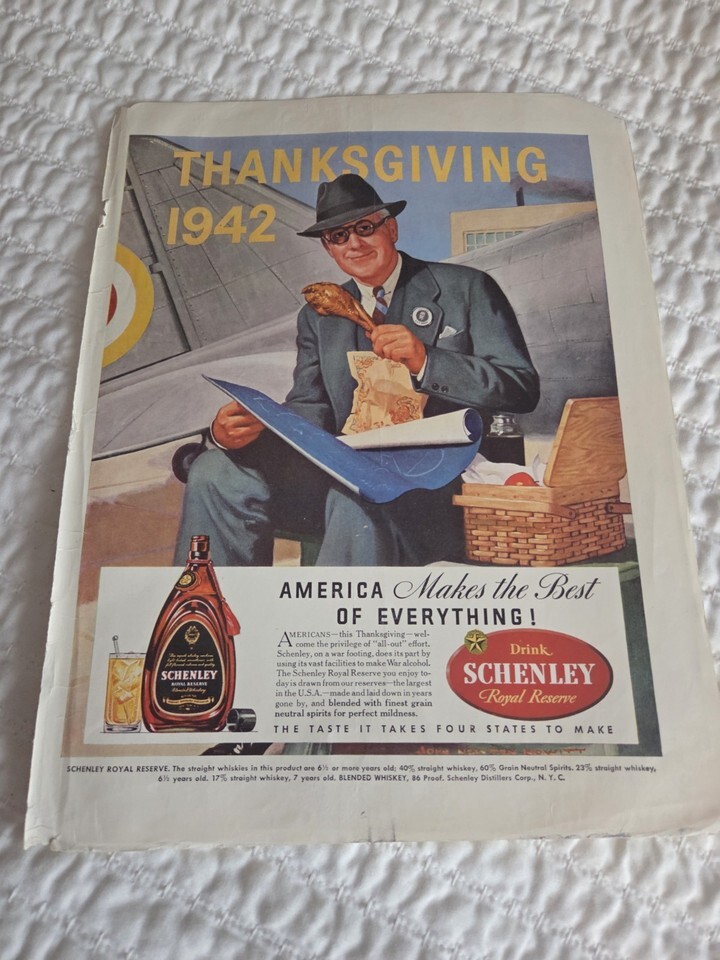 THANKSGIVING
1942
AMERICA Makes the Best
OF EVERYTHING!
AMERICANS—this Thanksgiving—wel-
come the privilege of "all-out" effort.
Schenley, on a war footing, does its part by
using its vast facilities to make War alcohol.
The Schenley Royal Reserve you enjoy to-
day is drawn from our reserves—the largest
in the U.S.A.—made and laid down in years
gone by, and blended with finest grain
neutral spirits for perfect mildness.
THE TASTE IT TAKES FOUR STATES TO MAKE
SCHENLEY
ROYAL RESERVE
Drink
SCHENLEY
Royal Reserve
SCHENLEY ROYAL RESERVE. The straight whiskies in this product are 6½ or more years old; 40% straight whiskey, 60% Grain Neutral Spirits. 23% straight whiskey,
6½ years old. 17% straight whiskey, 7 years old. BLENDED WHISKEY, 86 Proof. Schenley Distillers Corp., N. Y. C.